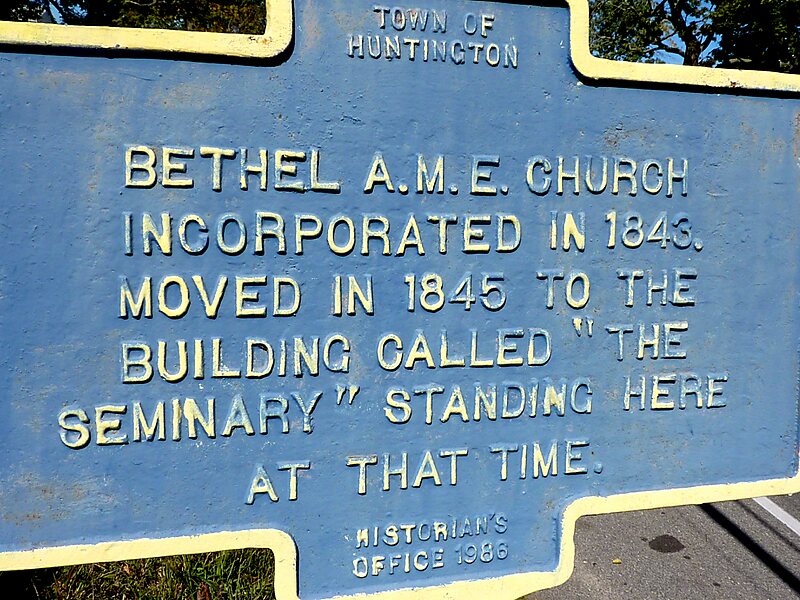 TOWN OF
HUNTINGTON
BETHEL A.M.E. CHURCH
INCORPORATED IN 1843.
MOVED IN 1845 TO THE
BUILDING CALLED "THE
SEMINARY" STANDING HERE
AT THAT TIME.
HISTORIAN'S
OFFICE 1986